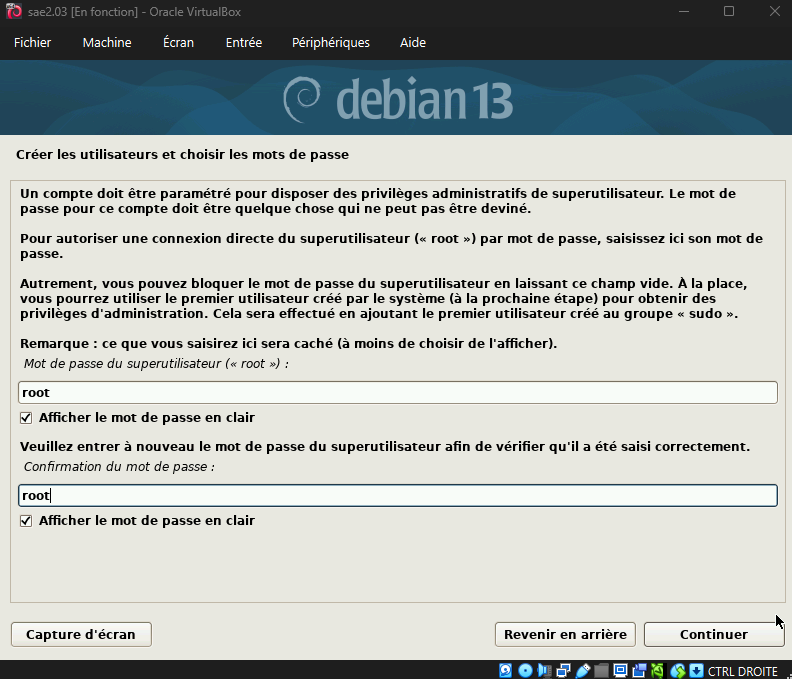 sae2.03 [En fonction] - Oracle VirtualBox
Fichier Machine Écran Entrée Périphériques Aide
debian 13
Créer les utilisateurs et choisir les mots de passe
Un compte doit être paramétré pour disposer des privilèges administratifs de superutilisateur. Le mot de
passe pour ce compte doit être quelque chose qui ne peut pas être deviné.
Pour autoriser une connexion directe du superutilisateur (« root ») par mot de passe, saisissez ici son mot de
passe.
Autrement, vous pouvez bloquer le mot de passe du superutilisateur en laissant ce champ vide. À la place,
vous pourrez utiliser le premier utilisateur créé par le système (à la prochaine étape) pour obtenir des
privilèges d'administration. Cela sera effectué en ajoutant le premier utilisateur créé au groupe « sudo ».
Remarque : ce que vous saisirez ici sera caché (à moins de choisir de l'afficher).
Mot de passe du superutilisateur (« root ») :
root
Afficher le mot de passe en clair
Veuillez entrer à nouveau le mot de passe du superutilisateur afin de vérifier qu'il a été saisi correctement.
Confirmation du mot de passe :
root
Afficher le mot de passe en clair
Capture d'écran Revenir en arrière Continuer
CTRL DROITE